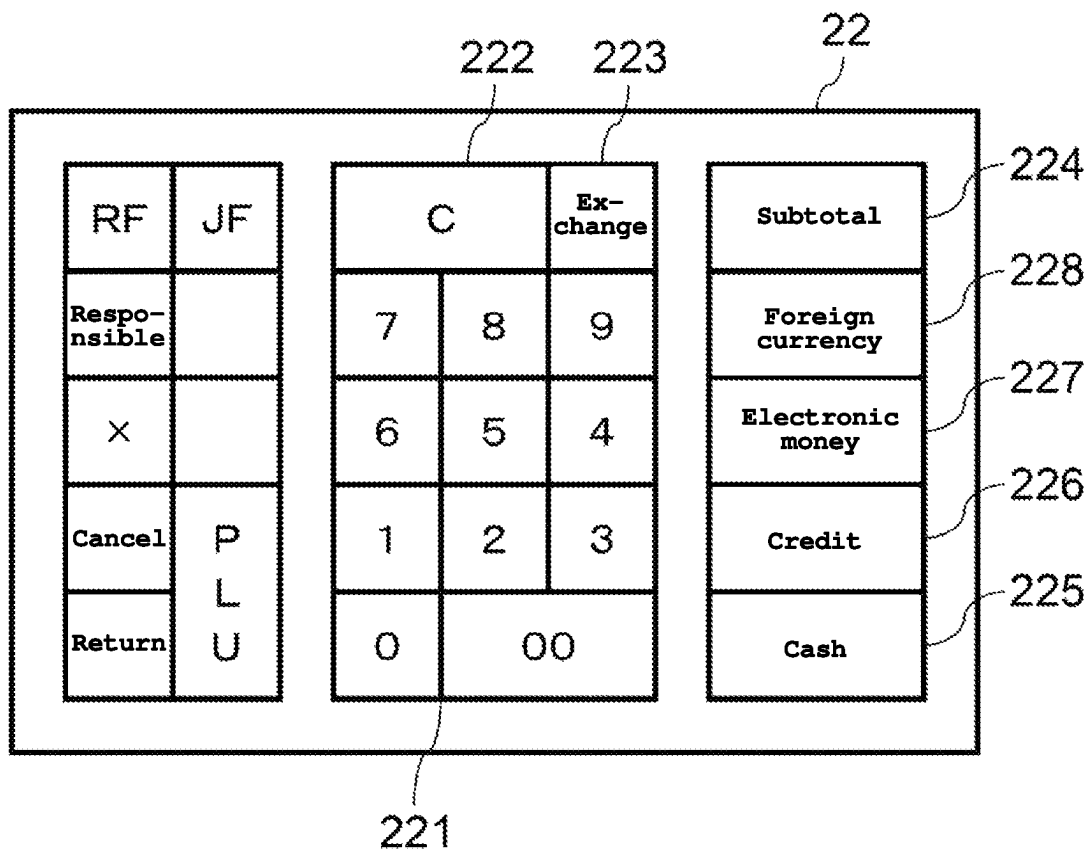 22
222
223
224
RF
JF
C
Ex-
change
Subtotal
228
Respo-
nsible
7
8
9
Foreign
currency
227
×
6
5
4
Electronic
money
226
Cancel
P
L
U
1
2
3
Credit
225
Return
0
00
Cash
221